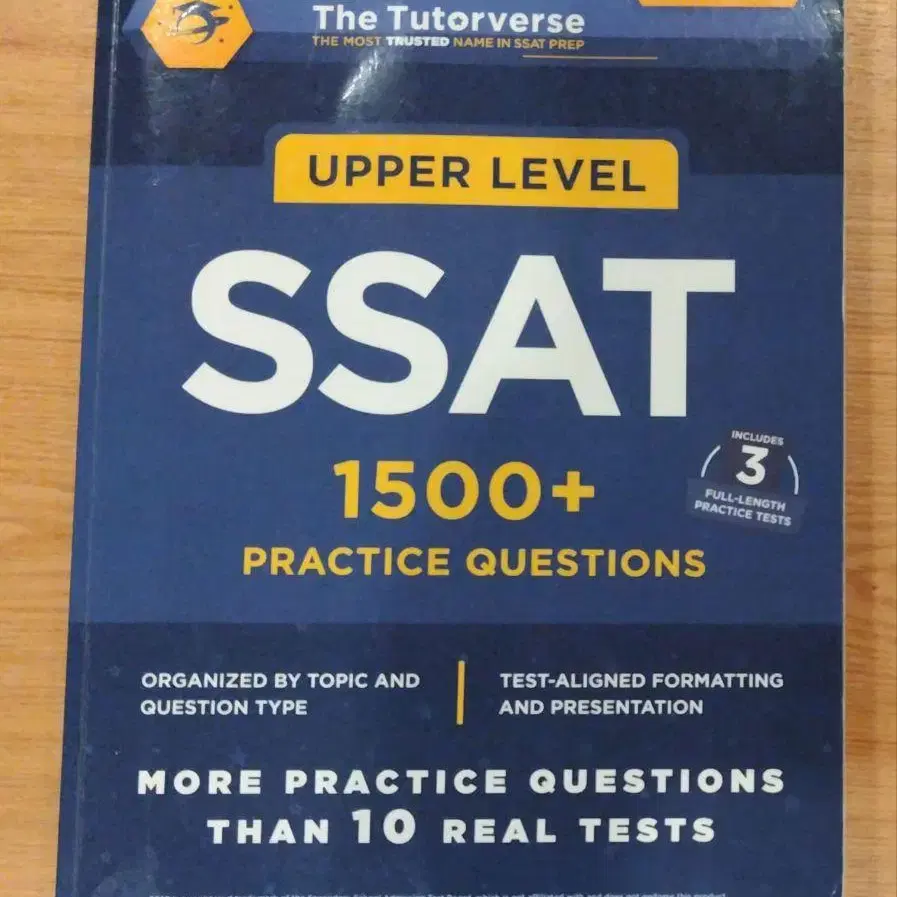 The Tutorverse
THE MOST TRUSTED NAME IN SSAT PREP
UPPER LEVEL
SSAT
INCLUDES
3
FULL-LENGTH
PRACTICE TESTS
1500+
PRACTICE QUESTIONS
ORGANIZED BY TOPIC AND
QUESTION TYPE
TEST-ALIGNED FORMATTING
AND PRESENTATION
MORE PRACTICE QUESTIONS
THAN 10 REAL TESTS